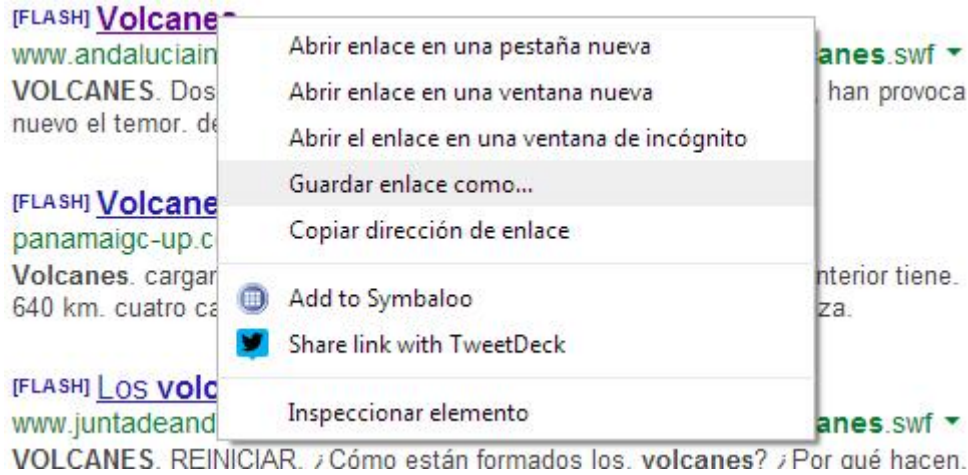 [FLASH] Volcanes
www.andaluciain
anes.swf
VOLCANES. Dos
, han provoca
nuevo el temor. de
Abrir enlace en una pestaña nueva
Abrir enlace en una ventana nueva
Abrir el enlace en una ventana de incógnito
Guardar enlace como...
Copiar dirección de enlace
Add to Symbaloo
Share link with TweetDeck
Inspeccionar elemento
[FLASH] Volcane
panamaigc-up.c
Volcanes. cargar
nterior tiene.
640 km. cuatro ca
za.
[FLASH] Los volc
www.juntadeand
anes.swf
VOLCANES. REINICIAR. ¿Cómo están formados los. volcanes? ¿Por qué hacen.